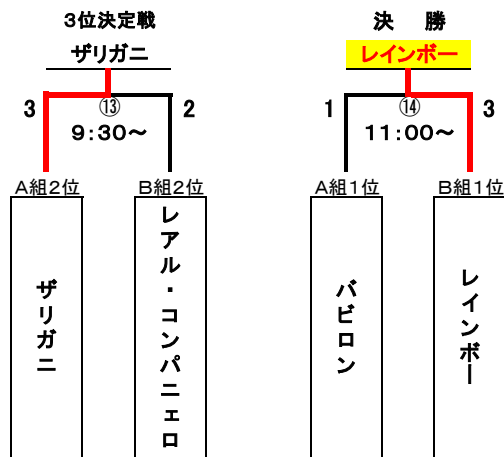 3位決定戦
ザリガニ
3
⑬
2
9:30～
A組2位
B組2位
ザリガニ
レアル・コンパニェロ
決 勝
レインボー
1
⑭
3
11:00～
A組1位
B組1位
バビロン
レインボー